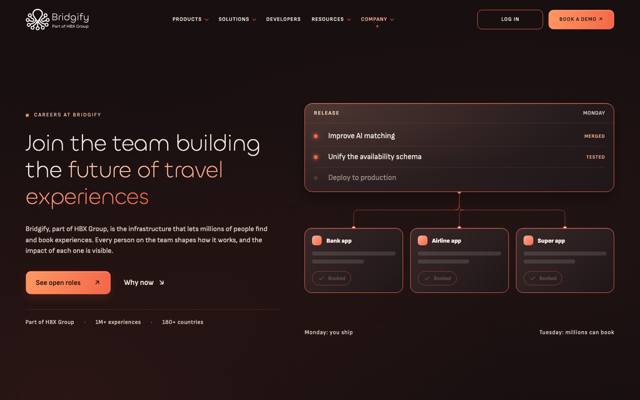 Bridgify
Part of HBX Group
PRODUCTS
SOLUTIONS
DEVELOPERS
RESOURCES
COMPANY
LOG IN
BOOK A DEMO ↗
CAREERS AT BRIDGIFY
Join the team building
the future of travel
experiences
Bridgify, part of HBX Group, is the infrastructure that lets millions of people find
and book experiences. Every person on the team shapes how it works, and the
impact of each one is visible.
See open roles ↗
Why now ↘
Part of HBX Group · 1M+ experiences · 180+ countries
RELEASE
MONDAY
Improve AI matching
MERGED
Unify the availability schema
TESTED
Deploy to production
Bank app
Airline app
Super app
✓ Booked
✓ Booked
✓ Booked
Monday: you ship
Tuesday: millions can book